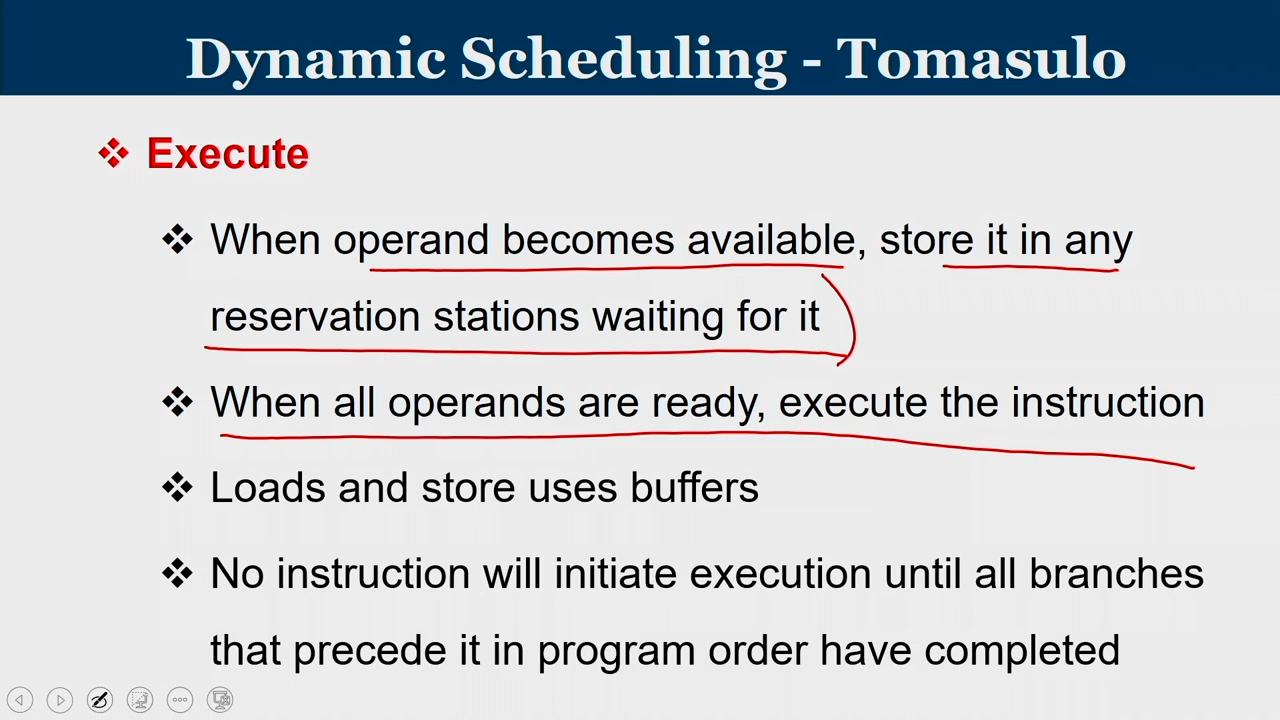 Dynamic Scheduling - Tomasulo
Execute
When operand becomes available, store it in any
reservation stations waiting for it
When all operands are ready, execute the instruction
Loads and store uses buffers
No instruction will initiate execution until all branches
that precede it in program order have completed